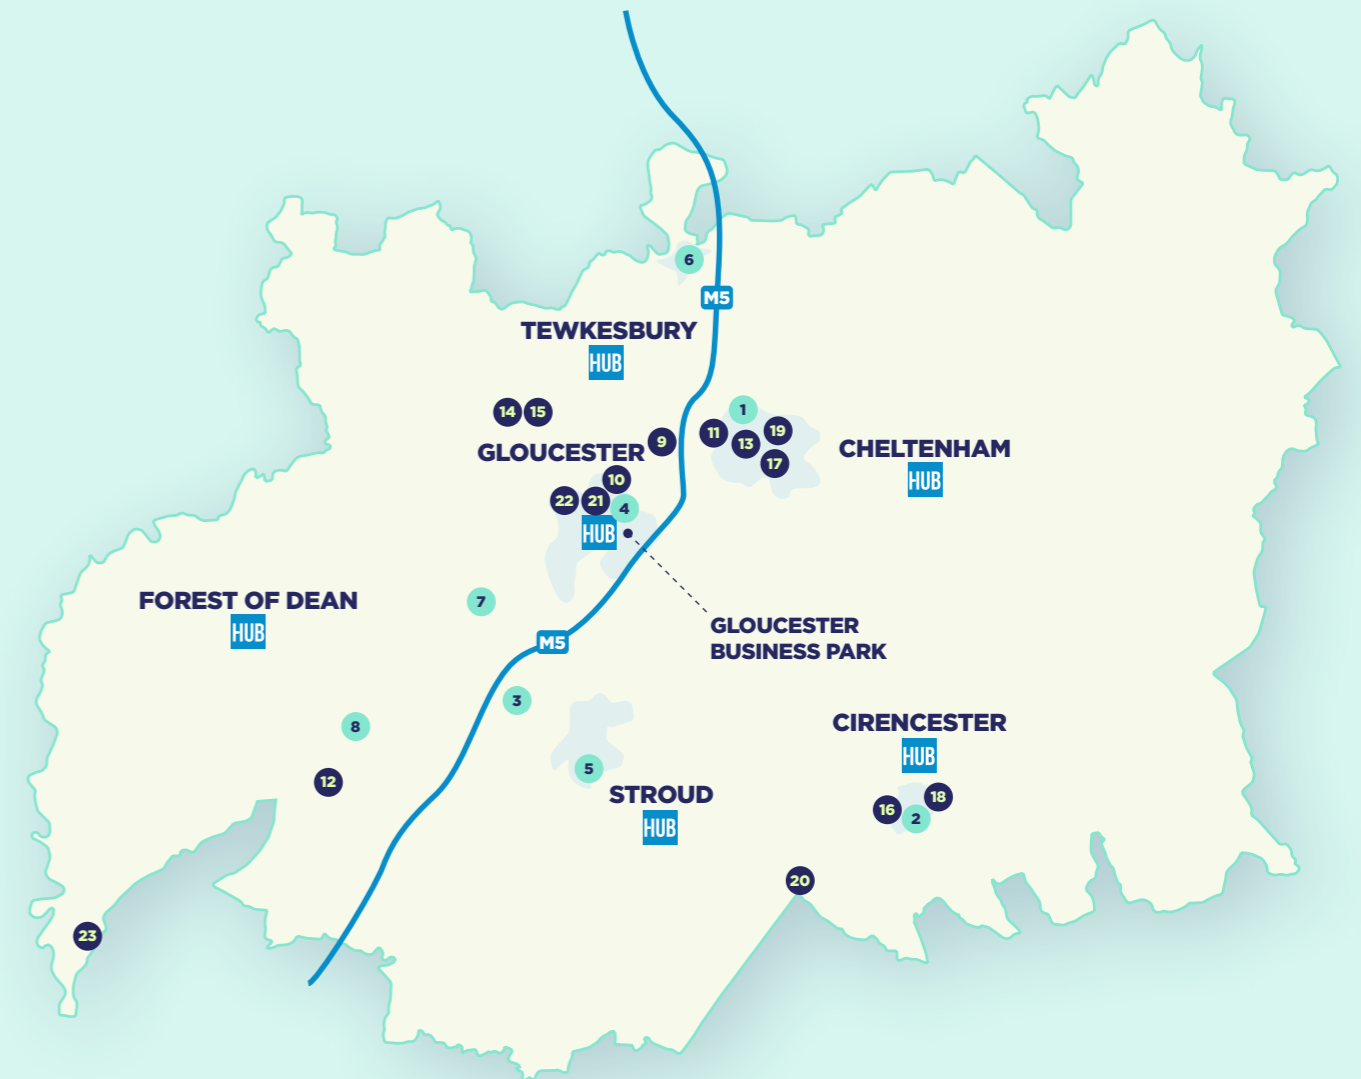 6
M5
TEWKESBURY
HUB
14
15
1
11
19
13
17
9
GLOUCESTER
CHELTENHAM
HUB
10
22
21
4
HUB
FOREST OF DEAN
HUB
7
GLOUCESTER
BUSINESS PARK
M5
3
8
12
5
STROUD
HUB
CIRENCESTER
HUB
16
18
2
20
23